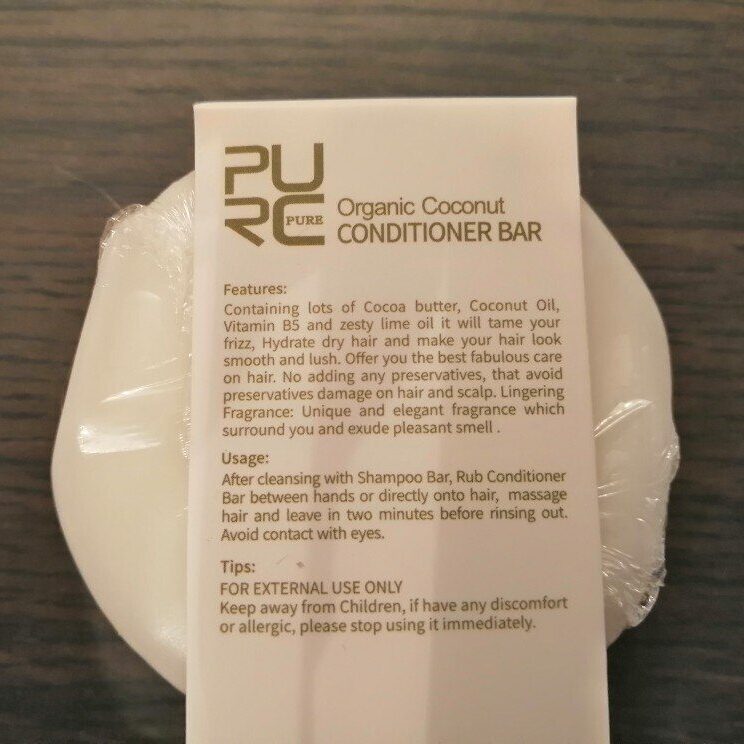 PU
RC PURE
Organic Coconut
CONDITIONER BAR
Features:
Containing lots of Cocoa butter, Coconut Oil,
Vitamin B5 and zesty lime oil it will tame your
frizz, Hydrate dry hair and make your hair look
smooth and lush. Offer you the best fabulous care
on hair. No adding any preservatives, that avoid
preservatives damage on hair and scalp. Lingering
Fragrance: Unique and elegant fragrance which
surround you and exude pleasant smell .
Usage:
After cleansing with Shampoo Bar, Rub Conditioner
Bar between hands or directly onto hair, massage
hair and leave in two minutes before rinsing out.
Avoid contact with eyes.
Tips:
FOR EXTERNAL USE ONLY
Keep away from Children, if have any discomfort
or allergic, please stop using it immediately.